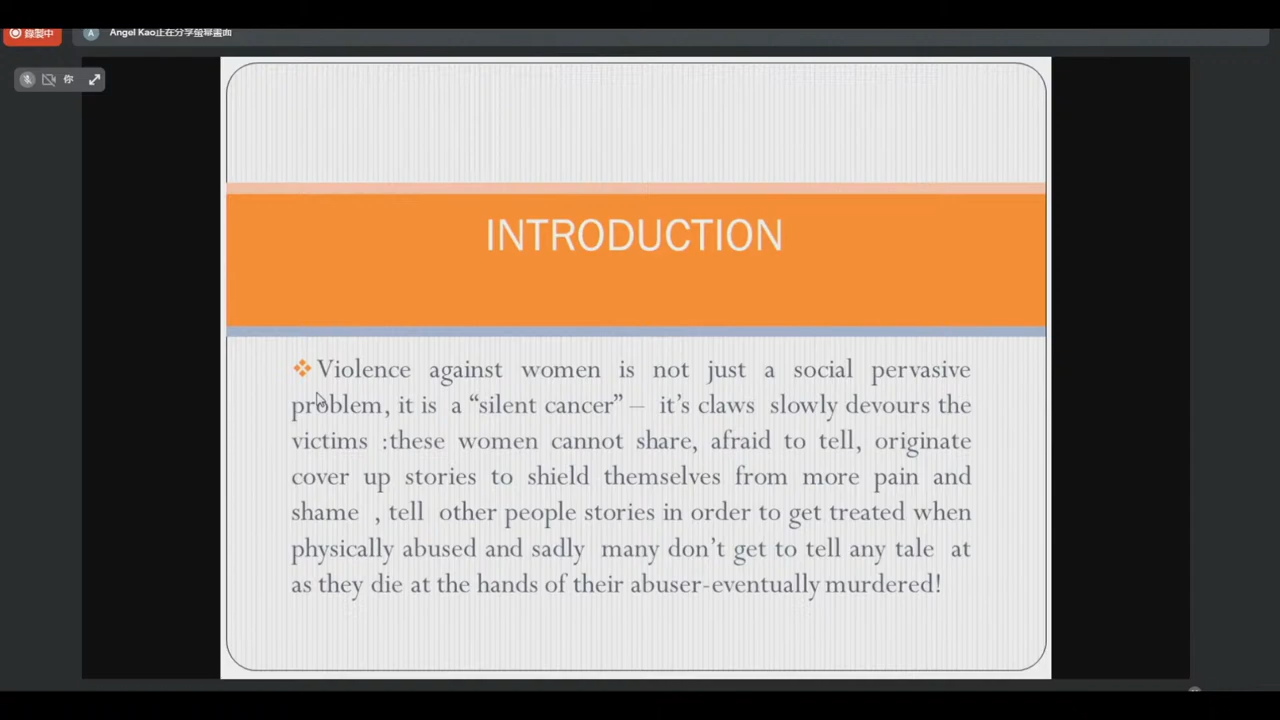 錄製中
A Angel Kao正在分享螢幕畫面
你
INTRODUCTION
Violence against women is not just a social pervasive
problem, it is a “silent cancer” – it’s claws slowly devours the
victims :these women cannot share, afraid to tell, originate
cover up stories to shield themselves from more pain and
shame , tell other people stories in order to get treated when
physically abused and sadly many don’t get to tell any tale at
as they die at the hands of their abuser-eventually murdered!